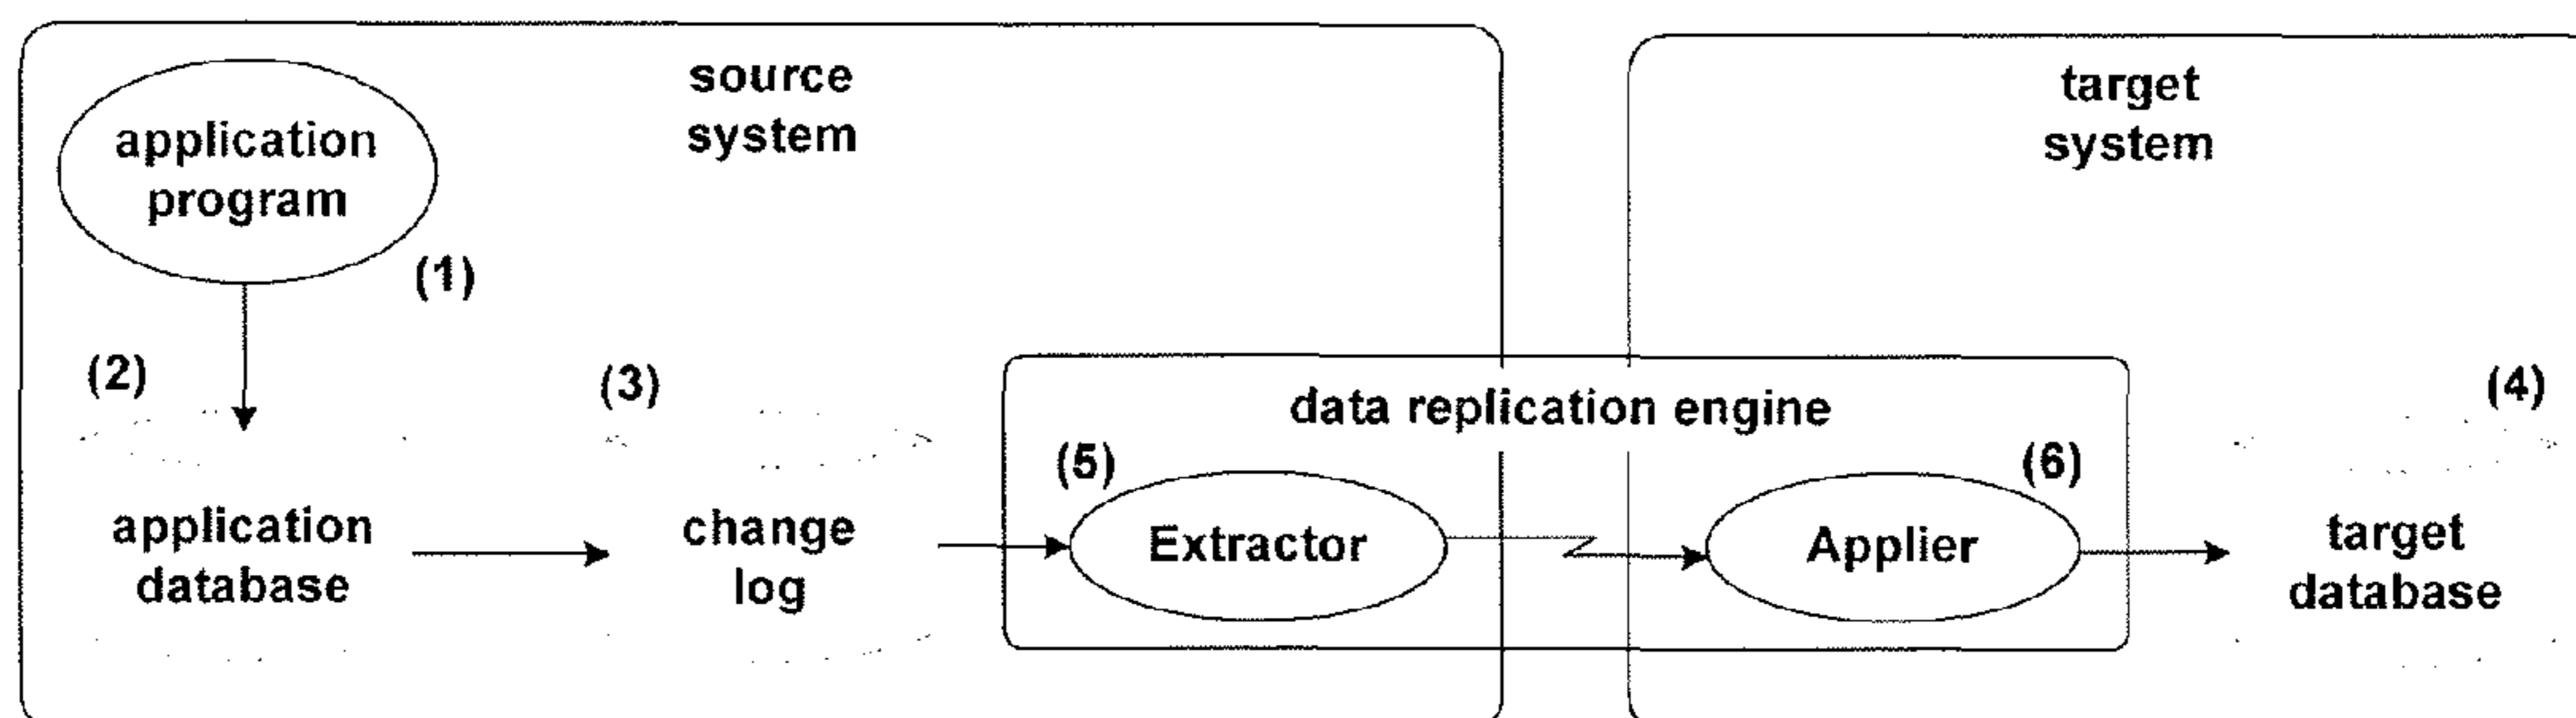 source
system
target
system
application
program
(1)
(2)
(3)
(4)
data replication engine
(5)
(6)
application
database
change
log
Extractor
Applier
target
database